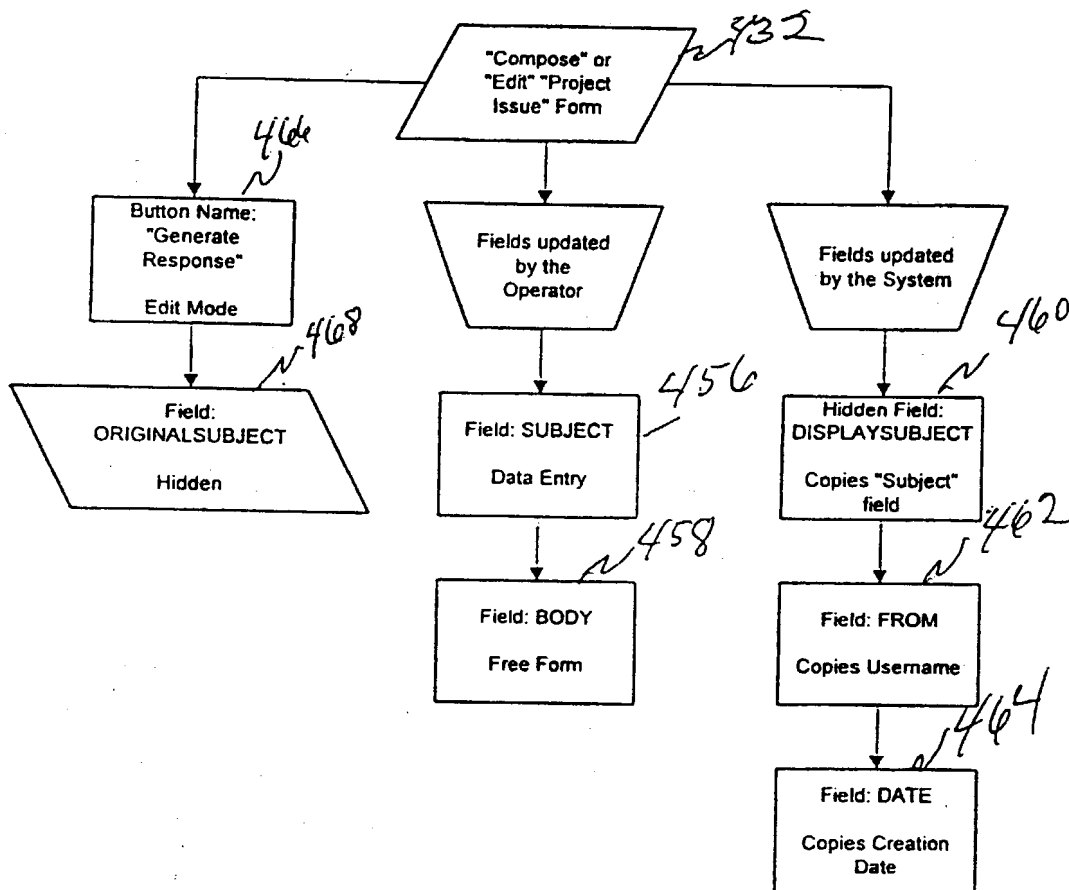 432
"Compose" or
"Edit" "Project
Issue" Form
466
Button Name:
"Generate
Response"
Edit Mode
Fields updated
by the
Operator
Fields updated
by the System
468
Field:
ORIGINALSUBJECT
Hidden
456
Field: SUBJECT
Data Entry
460
Hidden Field:
DISPLAYSUBJECT
Copies "Subject"
field
458
Field: BODY
Free Form
462
Field: FROM
Copies Username
464
Field: DATE
Copies Creation
Date